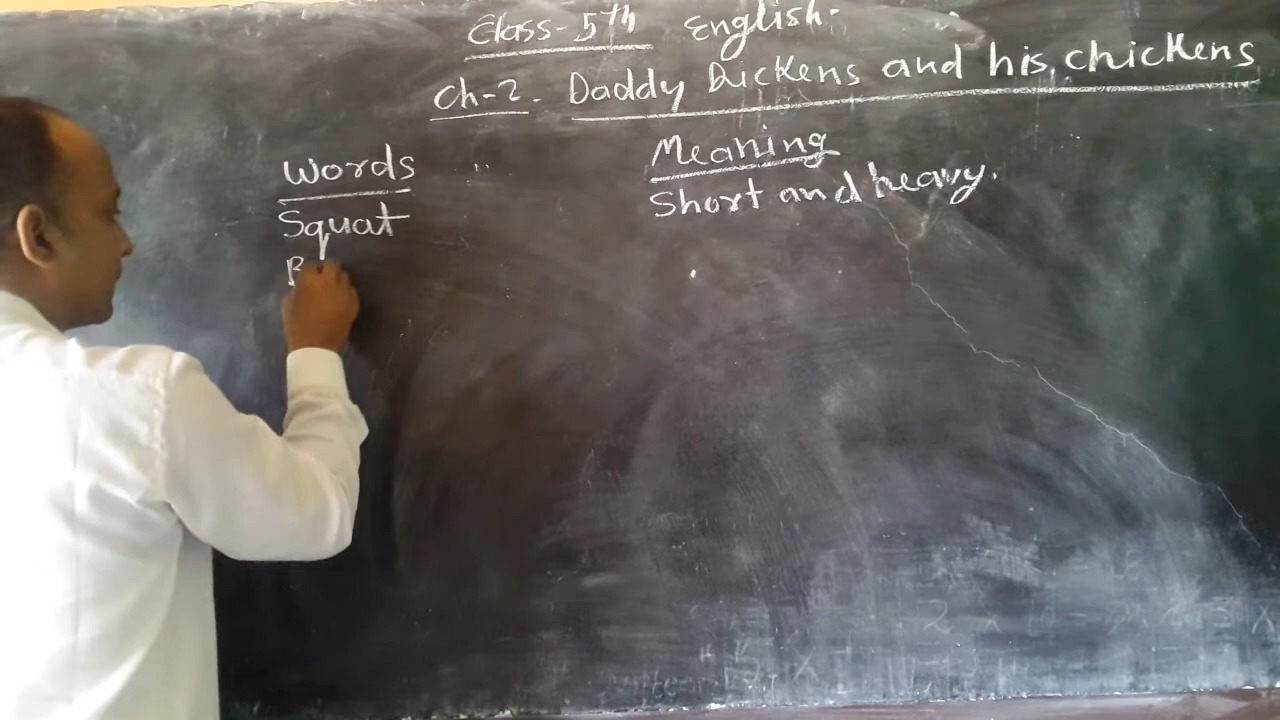 Class-5th English:
Ch-2. Daddy Dickens and his chickens
Words Meaning
Squat Short and heavy.
B